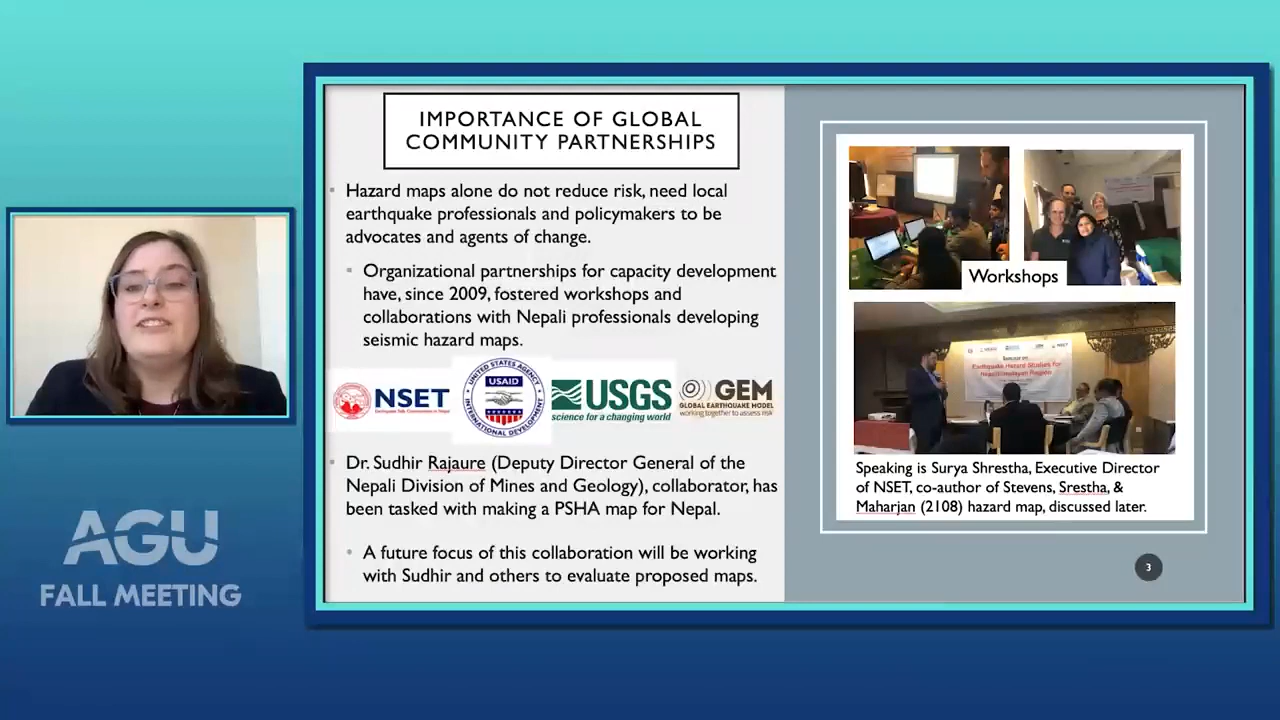 IMPORTANCE OF GLOBAL
COMMUNITY PARTNERSHIPS
Hazard maps alone do not reduce risk, need local
earthquake professionals and policymakers to be
advocates and agents of change.
Organizational partnerships for capacity development
have, since 2009, fostered workshops and
collaborations with Nepali professionals developing
seismic hazard maps.
NSET
UNITED STATES AGENCY
USAID
INTERNATIONAL DEVELOPMENT
USGS
science for a changing world
GEM
GLOBAL EARTHQUAKE MODEL
working together to assess risk
Dr. Sudhir Rajaure (Deputy Director General of the
Nepali Division of Mines and Geology), collaborator, has
been tasked with making a PSHA map for Nepal.
A future focus of this collaboration will be working
with Sudhir and others to evaluate proposed maps.
Workshops
Earthquake Hazard Studies for
Speaking is Surya Shrestha, Executive Director
of NSET, co-author of Stevens, Srestha, &
Maharjan (2108) hazard map, discussed later.
3
AGU
FALL MEETING